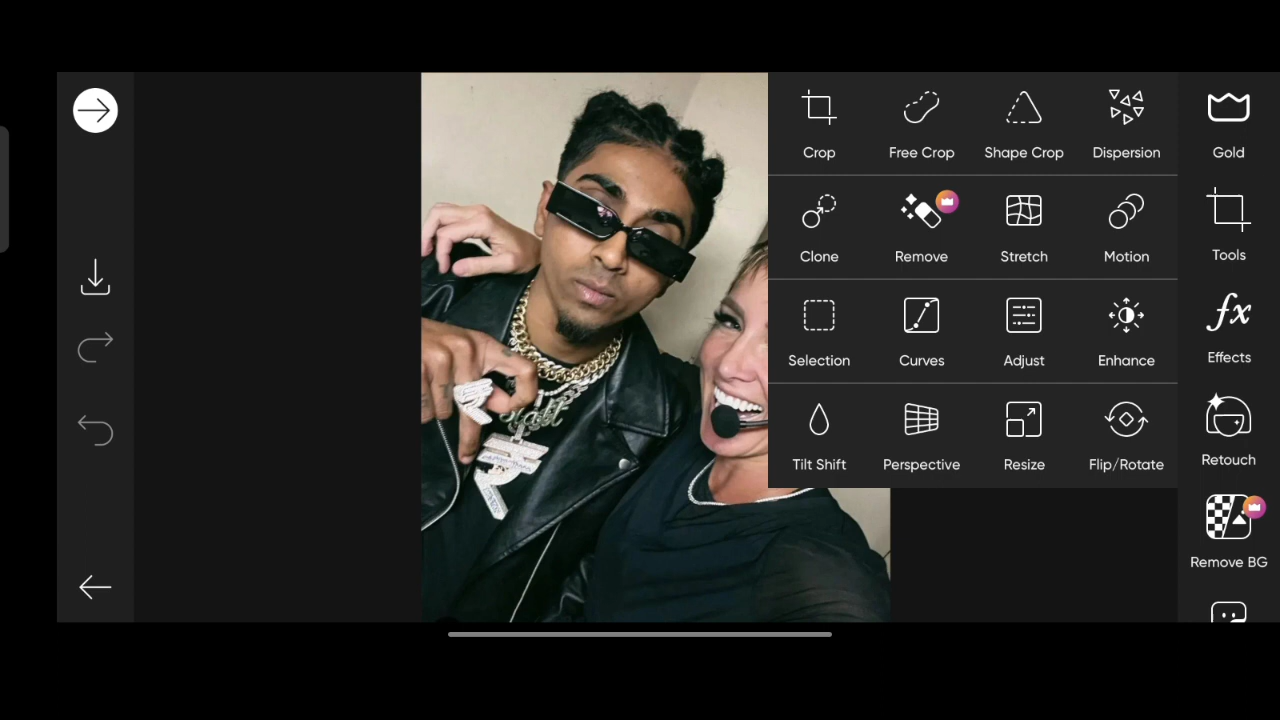 Crop Free Crop Shape Crop Dispersion Gold
Clone Remove Stretch Motion Tools
Selection Curves Adjust Enhance fx
Effects
Tilt Shift Perspective Resize Flip/Rotate Retouch
Remove BG